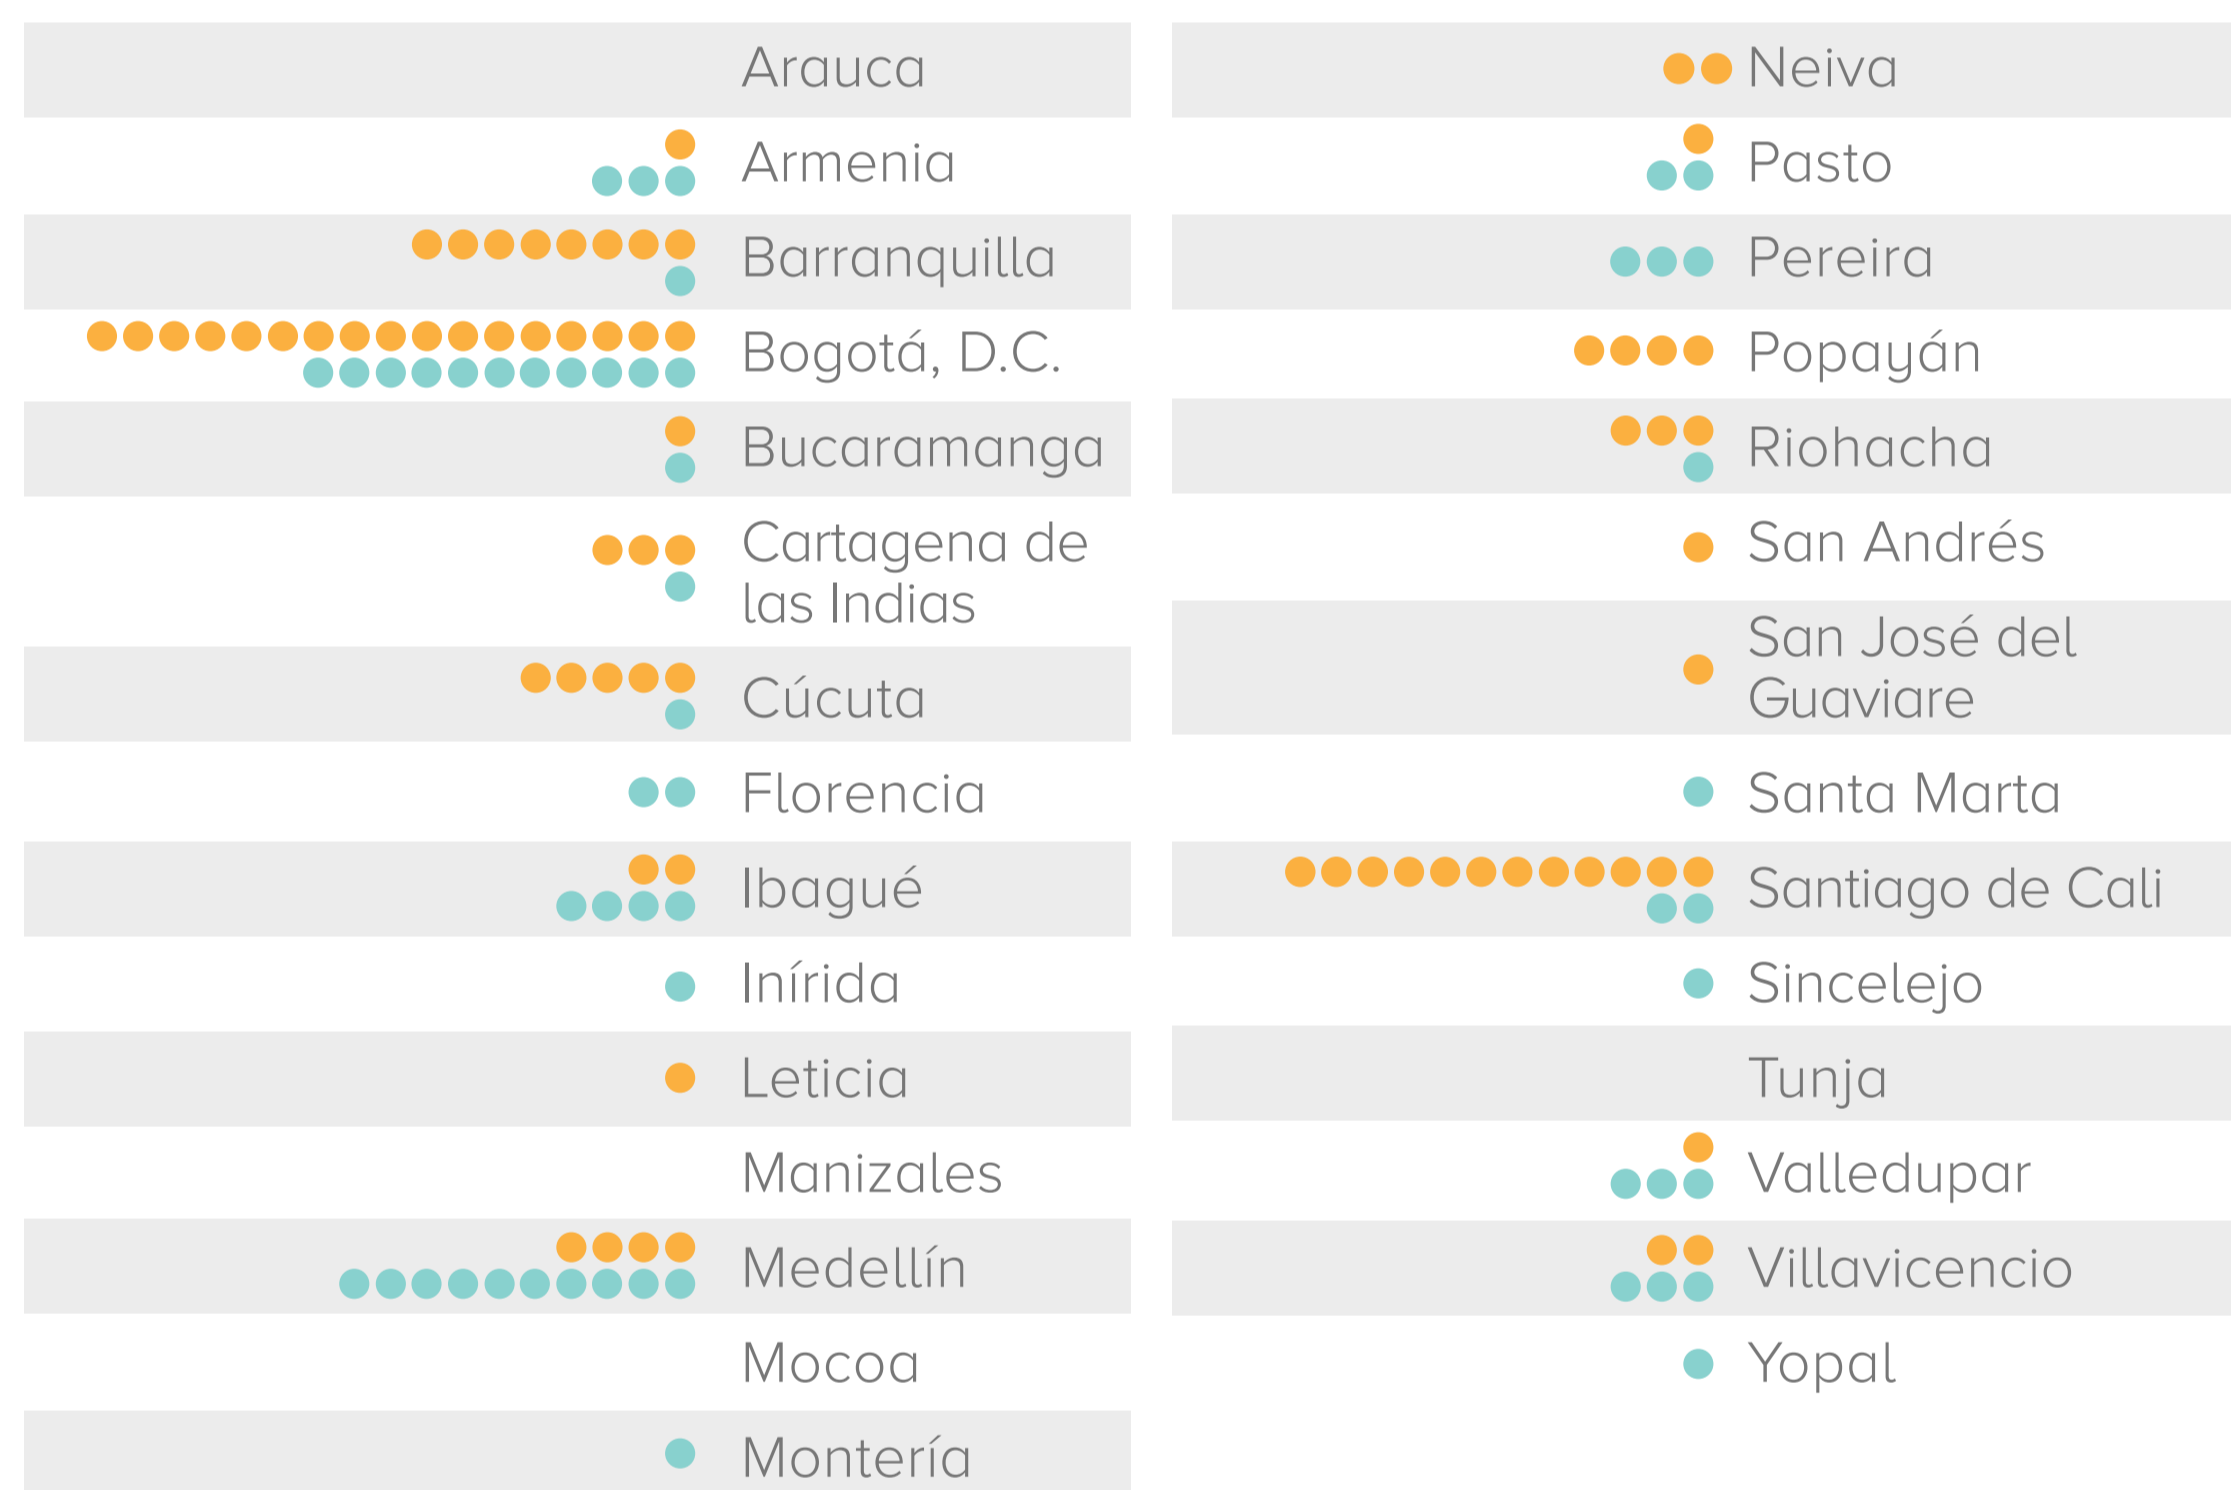 Arauca
Armenia
Barranquilla
Bogotá, D.C.
Bucaramanga
Cartagena de
las Indias
Cúcuta
Florencia
Ibagué
Inírida
Leticia
Manizales
Medellín
Mocoa
Montería
Neiva
Pasto
Pereira
Popayán
Riohacha
San Andrés
San José del
Guaviare
Santa Marta
Santiago de Cali
Sincelejo
Tunja
Valledupar
Villavicencio
Yopal